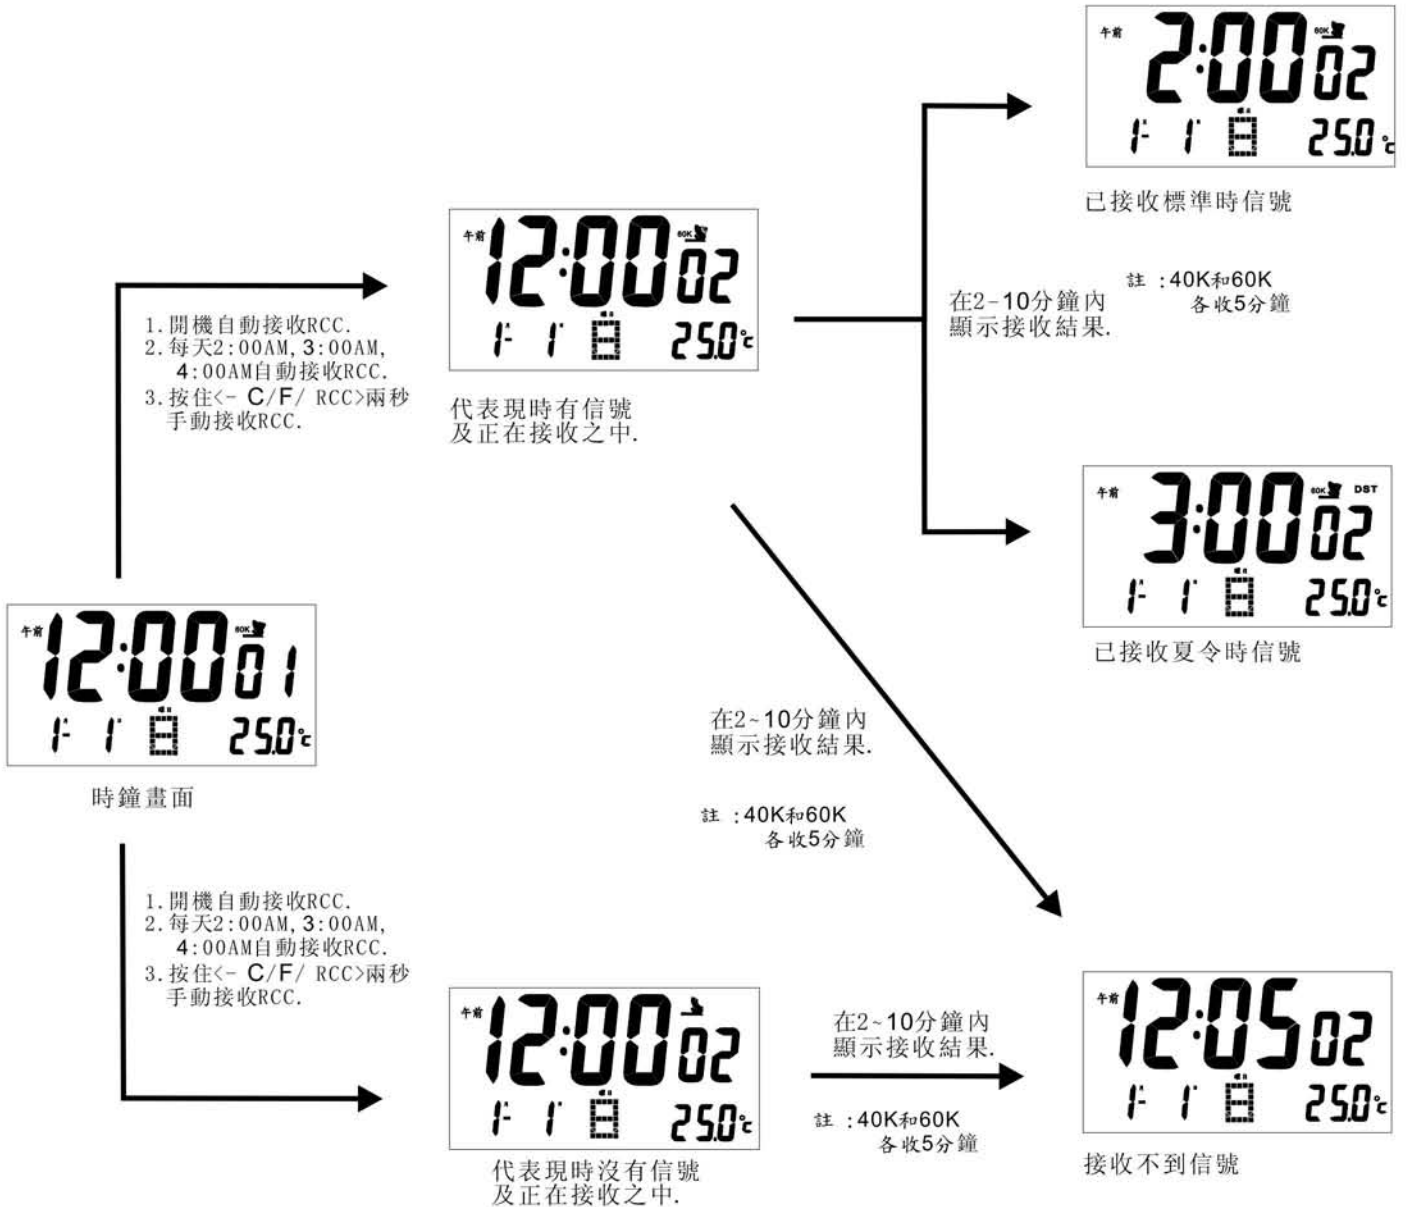 午前 2:00 60K 02
1月 1日 日 25.0℃
已接收標準時信號
午前 12:00 60K 02
1月 1日 日 25.0℃
代表現時有信號
及正在接收之中.
1.開機自動接收RCC.
2.每天2:00AM,3:00AM,
4:00AM自動接收RCC.
3.按住<- C/F/ RCC>兩秒
手動接收RCC.
在2-10分鐘內
顯示接收結果.
註 :40K和60K
各收5分鐘
午前 3:00 60K DST 02
1月 1日 日 25.0℃
已接收夏令時信號
午前 12:00 60K 01
1月 1日 日 25.0℃
時鐘畫面
在2~10分鐘內
顯示接收結果.
註 :40K和60K
各收5分鐘
1.開機自動接收RCC.
2.每天2:00AM,3:00AM,
4:00AM自動接收RCC.
3.按住<- C/F/ RCC>兩秒
手動接收RCC.
午前 12:00 02
1月 1日 日 25.0℃
代表現時沒有信號
及正在接收之中.
在2~10分鐘內
顯示接收結果.
註 :40K和60K
各收5分鐘
午前 12:05 02
1月 1日 日 25.0℃
接收不到信號